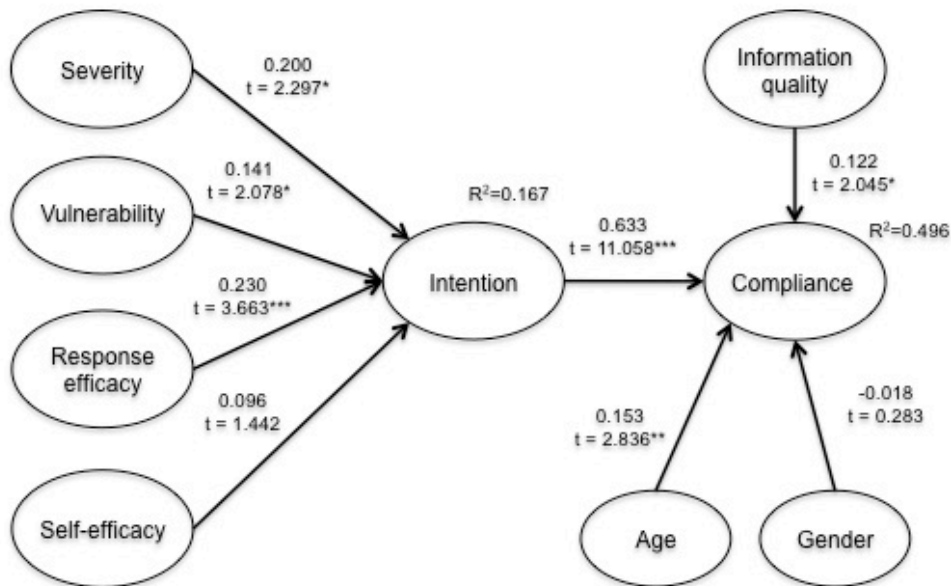 Severity
0.200
t = 2.297*
Information
quality
0.141
t = 2.078*
0.122
t = 2.045*
Vulnerability
R²=0.167
0.633
t = 11.058***
R²=0.496
Intention
Compliance
0.230
t = 3.663***
Response
efficacy
0.096
t = 1.442
0.153
t = 2.836**
-0.018
t = 0.283
Self-efficacy
Age
Gender